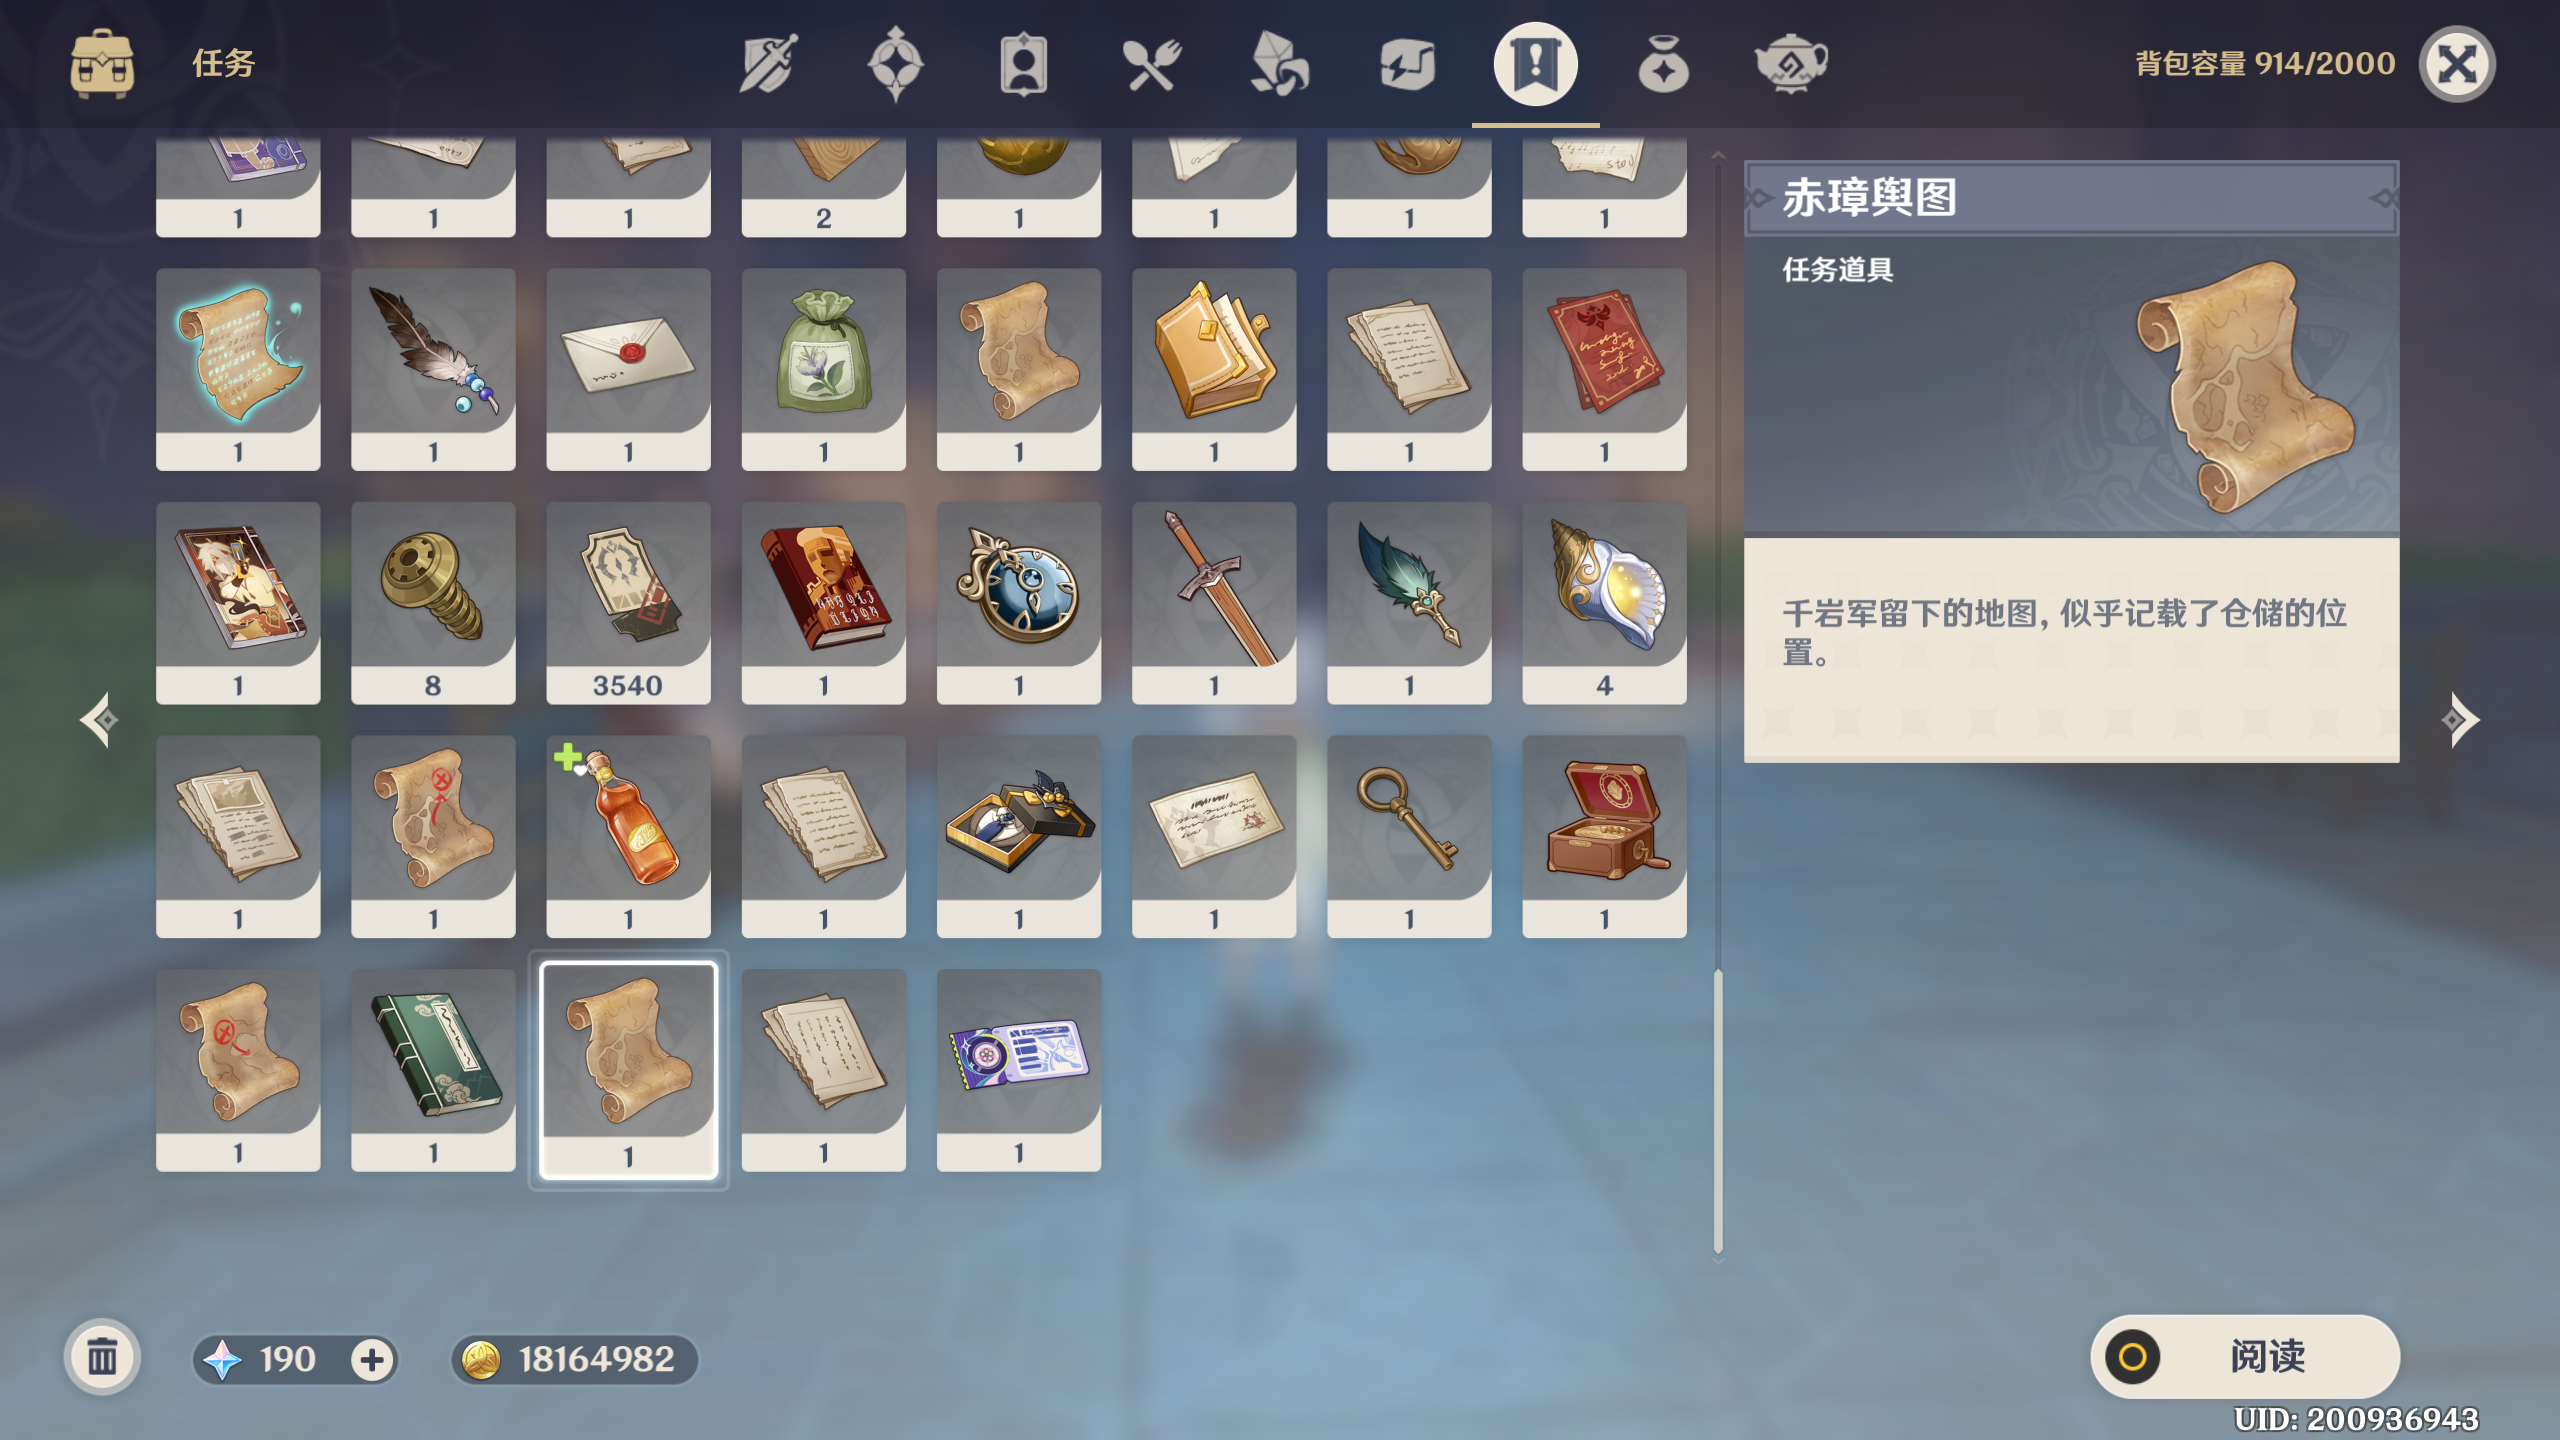 任务
背包容量 914/2000
1 1 1 2 1 1 1 1
1 1 1 1 1 1 1 1
1 8 3540 1 1 1 1 4
1 1 1 1 1 1 1 1
1 1 1 1 1
赤璋舆图
任务道具
千岩军留下的地图，似乎记载了仓储的位
置。
190
18164982
阅读
UID: 200936943